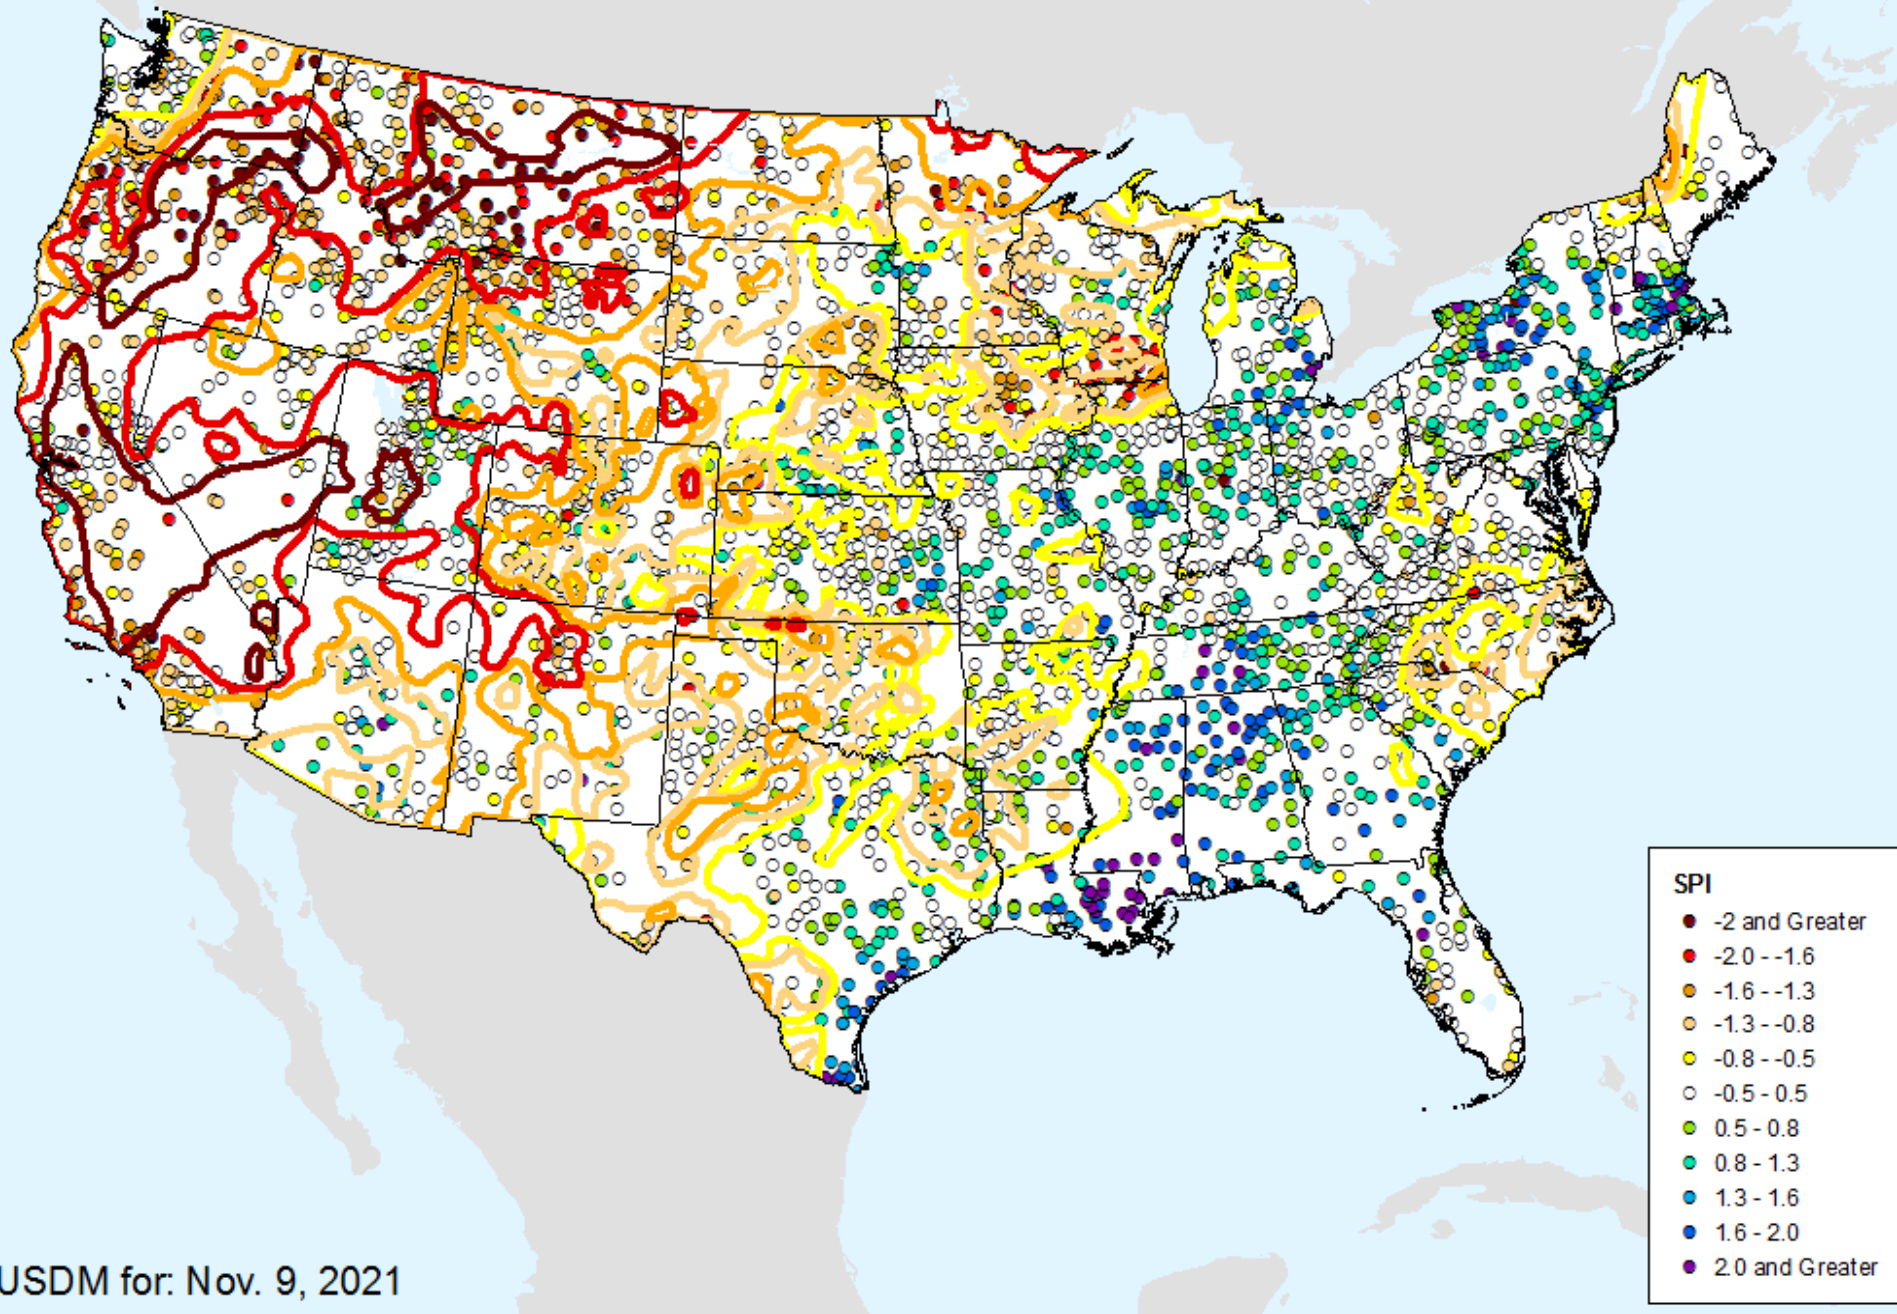 SPI
-2 and Greater
-2.0 - -1.6
-1.6 - -1.3
-1.3 - -0.8
-0.8 - -0.5
-0.5 - 0.5
0.5 - 0.8
0.8 - 1.3
1.3 - 1.6
1.6 - 2.0
2.0 and Greater
USDM for: Nov. 9, 2021